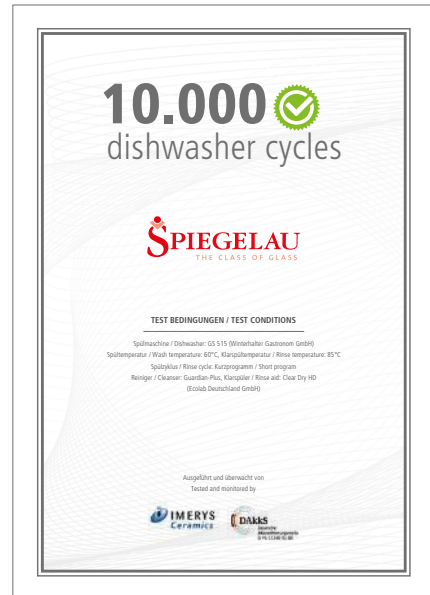 10.000
dishwasher cycles
SPIEGELAU
THE CLASS OF GLASS
TEST BEDINGUNGEN / TEST CONDITIONS
Spülmaschine / Dishwasher: GS 515 (Winterhalter Gastronom GmbH)
Spültemperatur / Wash temperature: 60°C, Klarspültemperatur / Rinse temperature: 85°C
Spülzyklus / Rinse cycle: Kurzprogramm / Short program
Reiniger / Cleanser: Guardian-Plus, Klarspüler / Rinse aid: Clear Dry HD
(Ecolab Deutschland GmbH)
Ausgeführt und überwacht von
Tested and monitored by
IMERYS
Ceramics
DAkkS
Deutsche
Akkreditierungsstelle